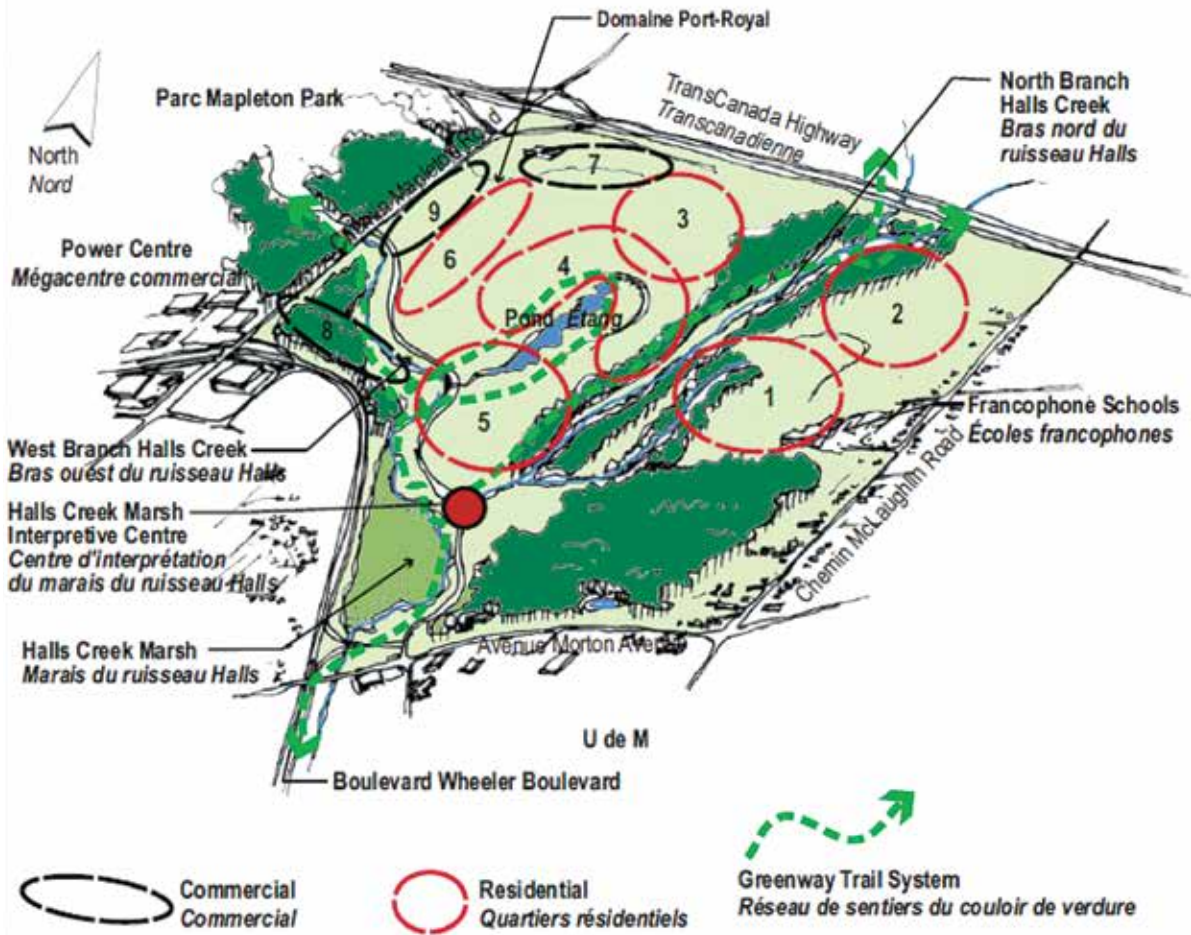 Domaine Port-Royal
Parc Mapleton Park
TransCanada Highway
Transcanadienne
North Branch
Halls Creek
Bras nord du
ruisseau Halls
North
Nord
7
9
3
6
4
Power Centre
Mégacentre commercial
2
Pond Étang
8
1
5
Francophone Schools
Écoles francophones
West Branch Halls Creek
Bras ouest du ruisseau Halls
Halls Creek Marsh
Interpretive Centre
Centre d'interprétation
du marais du ruisseau Halls
Chemin McLaughlin Road
Halls Creek Marsh
Marais du ruisseau Halls
Avenue Morton
U de M
Boulevard Wheeler Boulevard
Commercial
Commercial
Residential
Quartiers résidentiels
Greenway Trail System
Réseau de sentiers du couloir de verdure